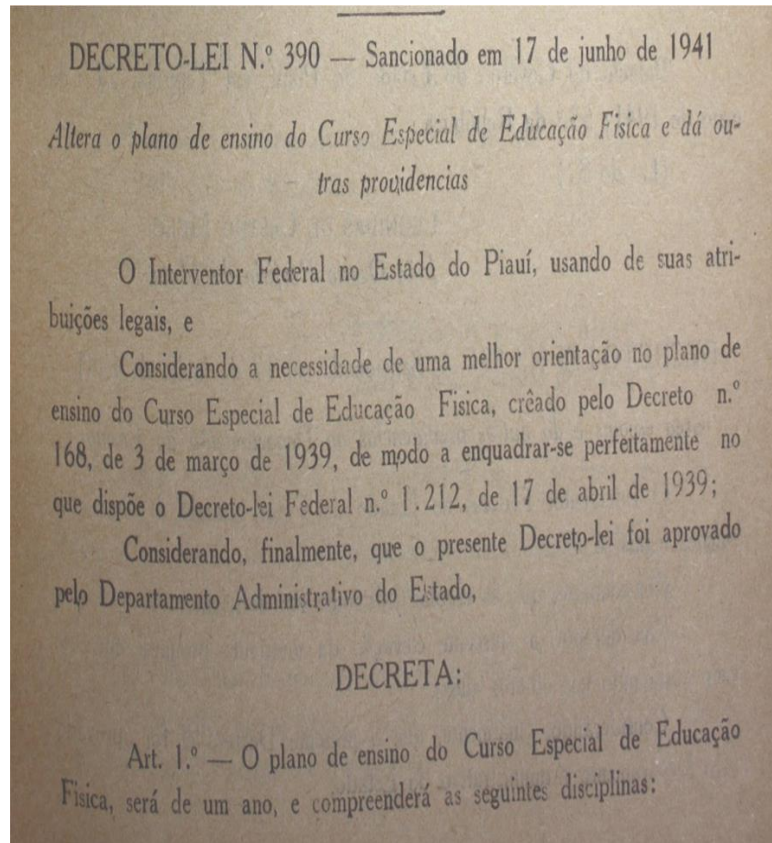 DECRETO-LEI N.º 390 — Sancionado em 17 de junho de 1941
Altera o plano de ensino do Curso Especial de Educação Fisica e dá ou-
tras providencias
O Interventor Federal no Estado do Piauí, usando de suas atri-
buições legais, e
Considerando a necessidade de uma melhor orientação no plano de
ensino do Curso Especial de Educação Fisica, crêado pelo Decreto n.º
168, de 3 de março de 1939, de modo a enquadrar-se perfeitamente no
que dispõe o Decreto-lei Federal n.º 1.212, de 17 de abril de 1939;
Considerando, finalmente, que o presente Decreto-lei foi aprovado
pelo Departamento Administrativo do Estado,
DECRETA:
Art. 1.º — O plano de ensino do Curso Especial de Educação
Fisica, será de um ano, e compreenderá as seguintes disciplinas: